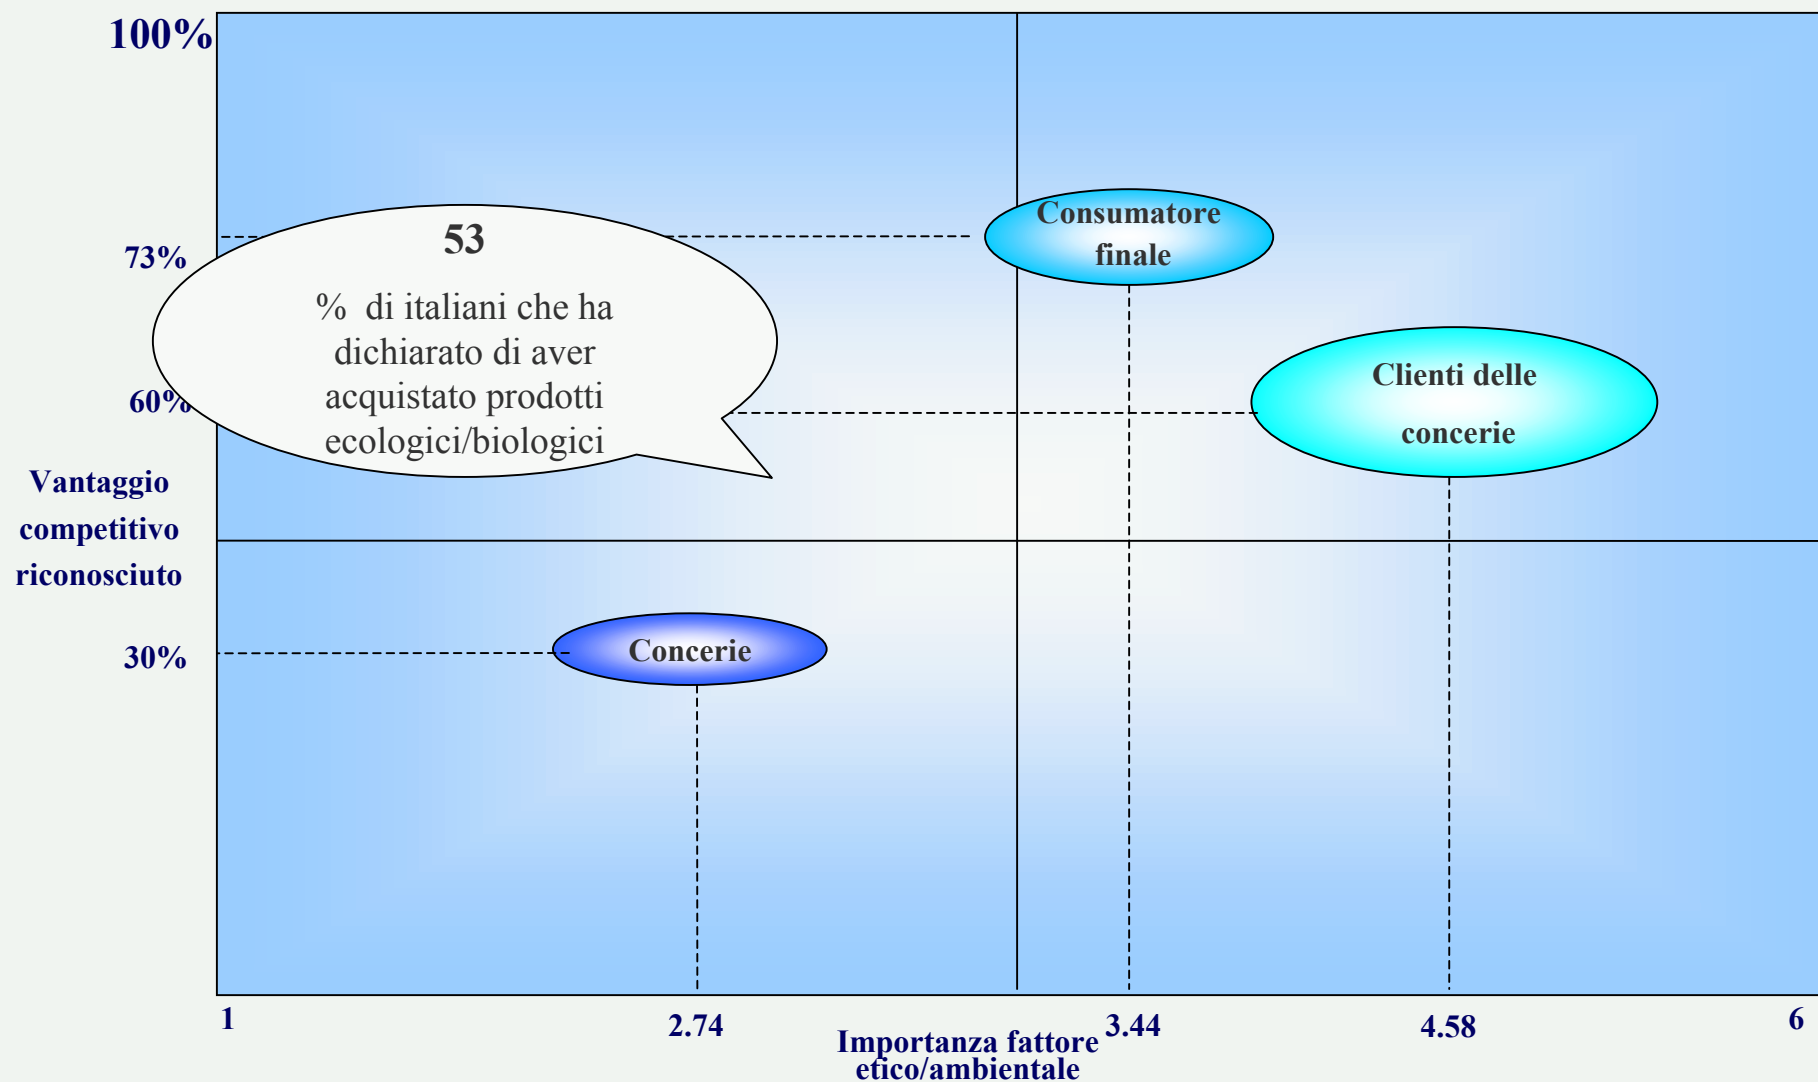 100%
73%
60%
Vantaggio
competitivo
riconosciuto
30%
53
% di italiani che ha
dichiarato di aver
acquistato prodotti
ecologici/biologici
Consumatore
finale
Clienti delle
concerie
Concerie
1
2.74
3.44
4.58
6
Importanza fattore
etico/ambientale